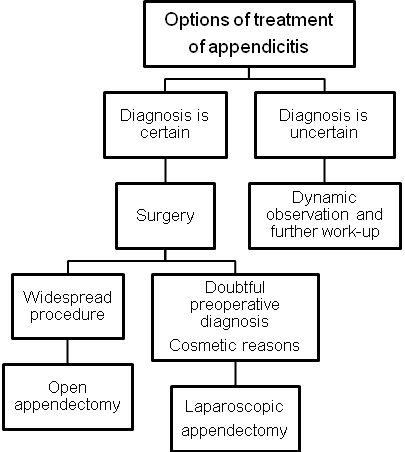 Options of treatment
of appendicitis
Diagnosis is
certain
Diagnosis is
uncertain
Surgery
Dynamic
observation and
further work-up
Widespread
procedure
Doubtful
preoperative
diagnosis
Cosmetic reasons
Open
appendectomy
Laparoscopic
appendectomy